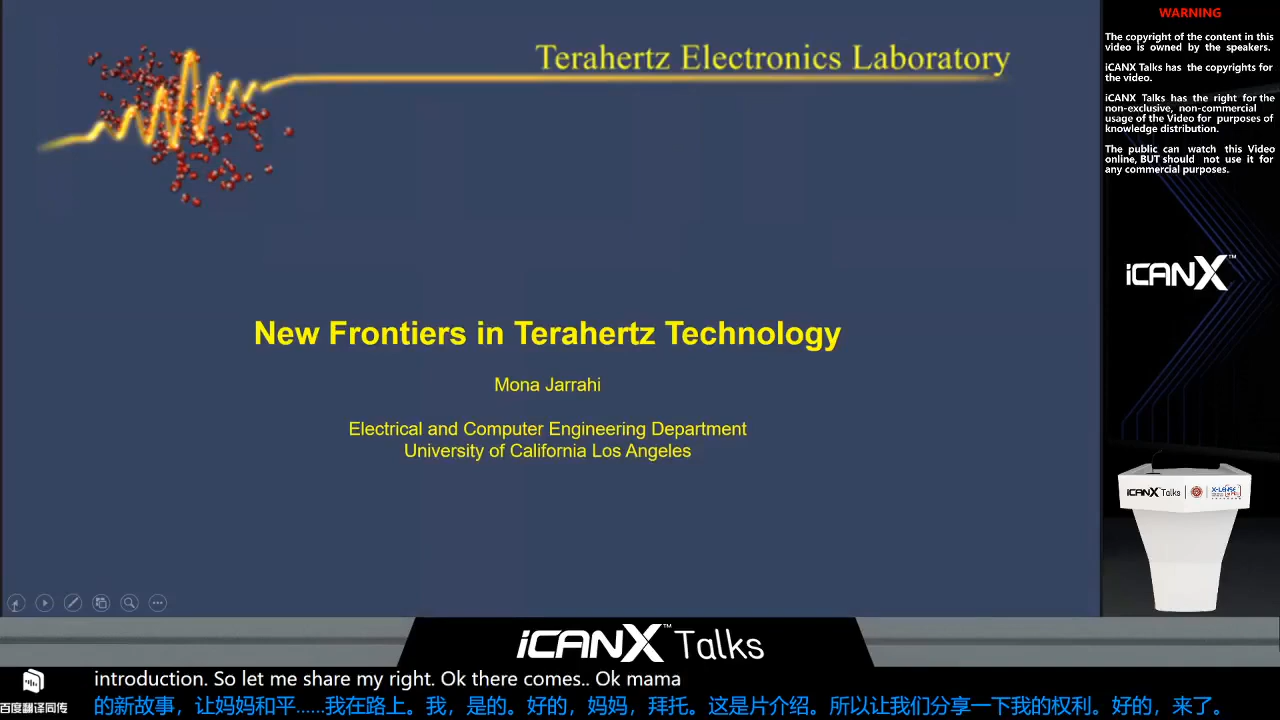 Terahertz Electronics Laboratory
New Frontiers in Terahertz Technology
Mona Jarrahi
Electrical and Computer Engineering Department
University of California Los Angeles
WARNING
The copyright of the content in this
video is owned by the speakers.
iCANX Talks has the copyrights for
the video.
iCANX Talks has the right for the
non-exclusive, non-commercial
usage of the Video for purposes of
knowledge distribution.
The public can watch this Video
online, BUT should not use it for
any commercial purposes.
iCANX™
iCANX Talks
iCANX™ Talks
introduction. So let me share my right. Ok there comes.. Ok mama
的新故事，让妈妈和平......我在路上。我，是的。好的，妈妈，拜托。这是片介绍。所以让我们分享一下我的权利。好的，来了。
百度翻译同传